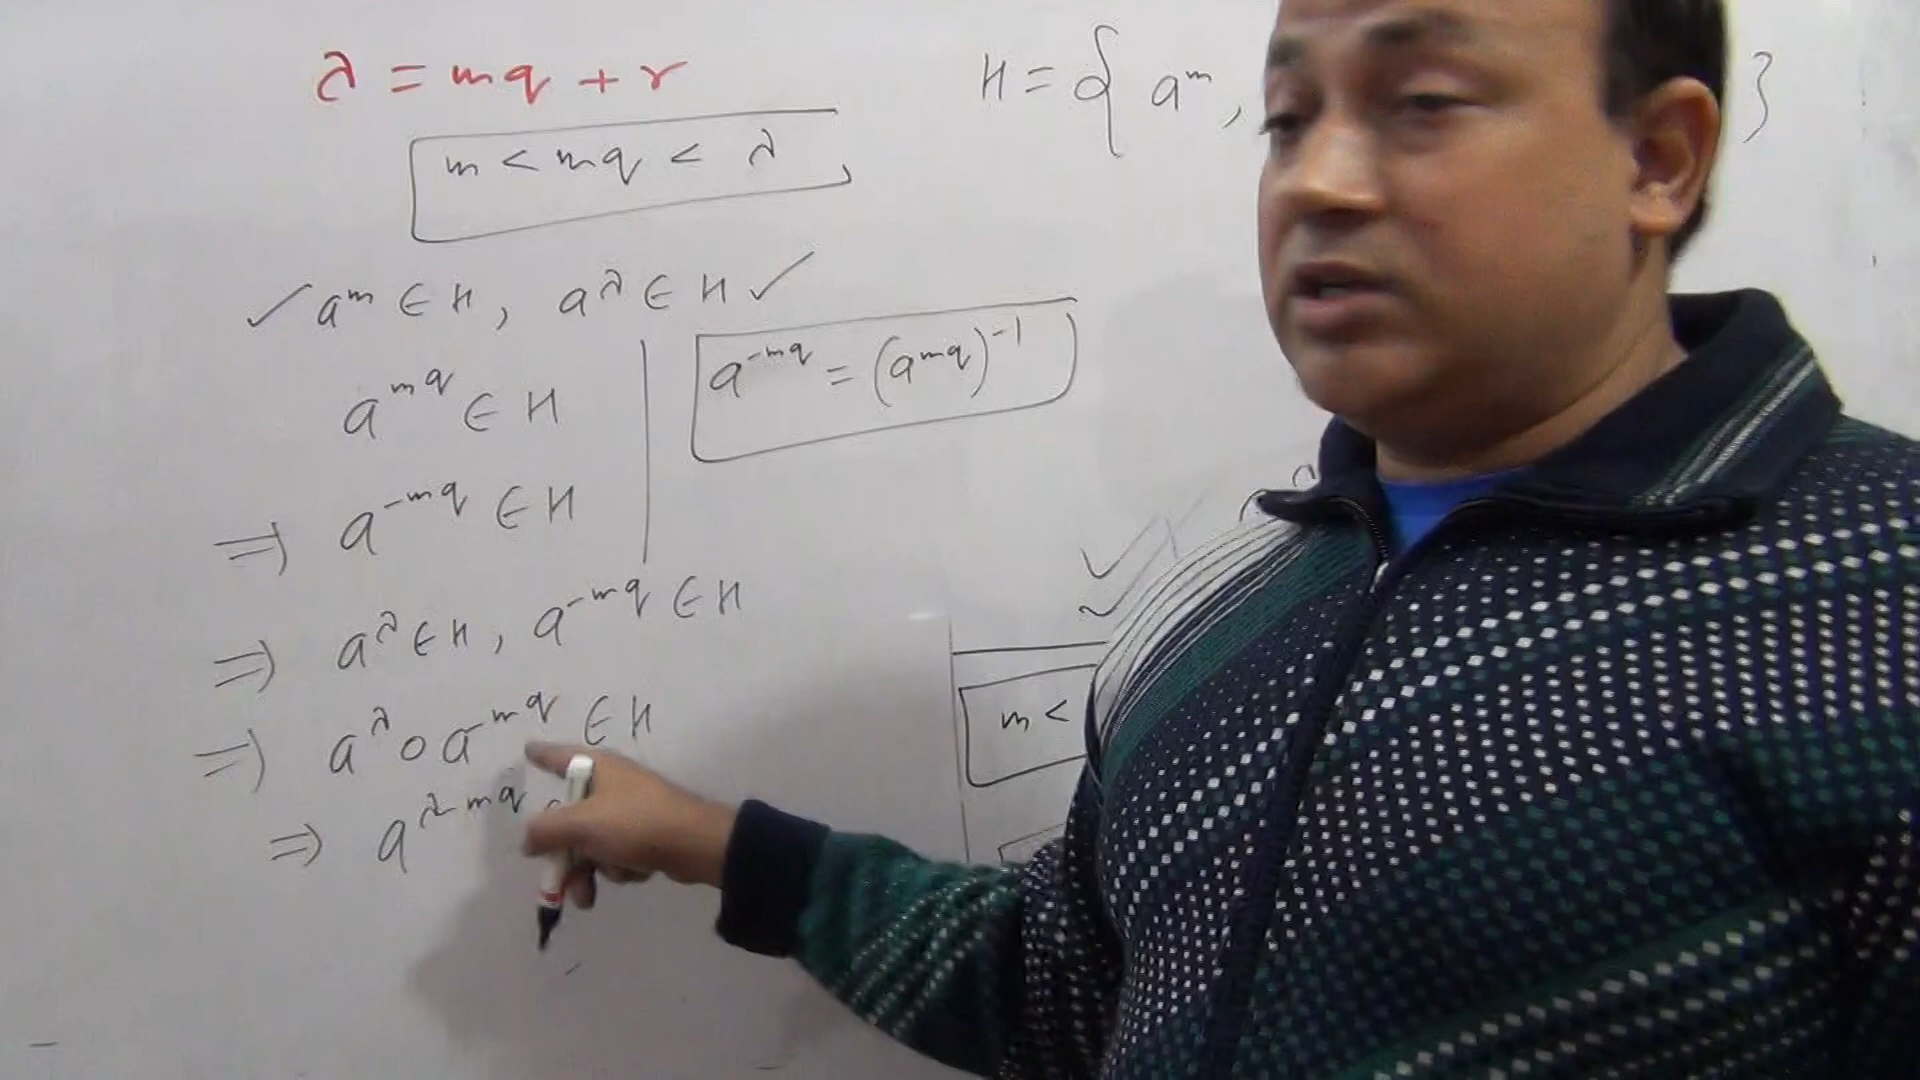 λ = mq + r
H = { a^m, }
m < mq < λ
✓ a^m ∈ H, a^λ ∈ H ✓
a^{mq} ∈ H
a^{-mq} = (a^{mq})^{-1}
⇒ a^{-mq} ∈ H
⇒ a^λ ∈ H, a^{-mq} ∈ H
⇒ a^λ o a^{-mq} ∈ H
m <
⇒ a^{λ-mq}